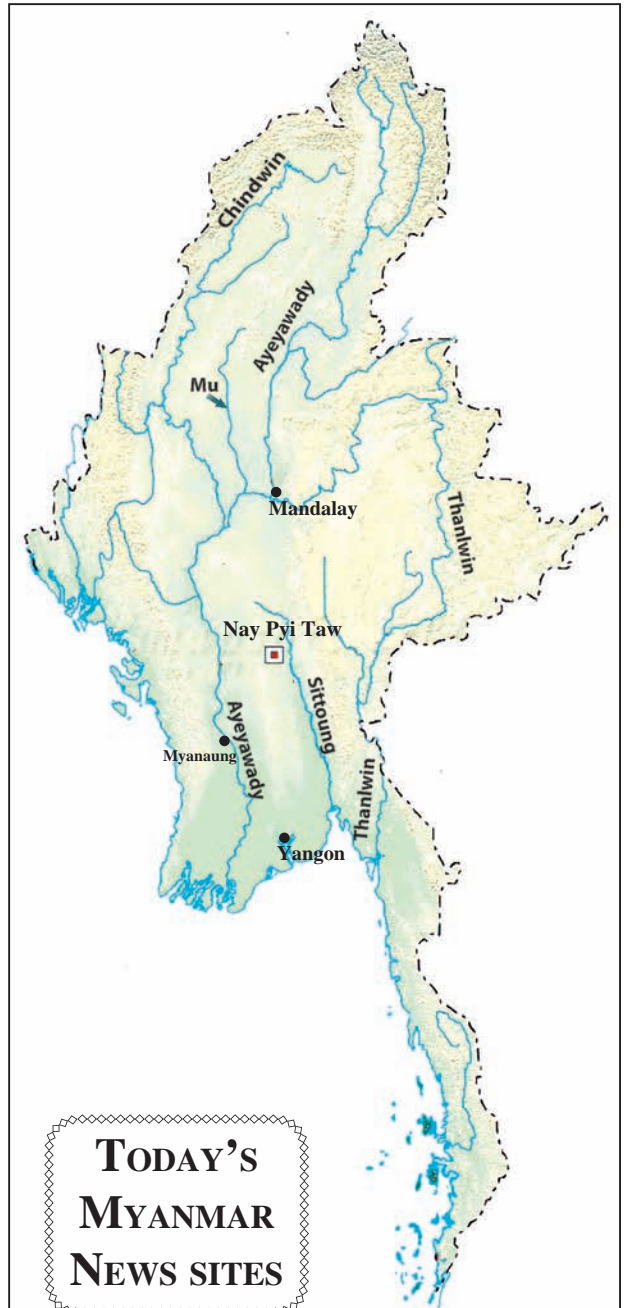 Chindwin
Ayeyawady
Mu
Mandalay
Thanlwin
Nay Pyi Taw
Sittoung
Ayeyawady
Myanaung
Thanlwin
Yangon
TODAY'S
MYANMAR
NEWS SITES